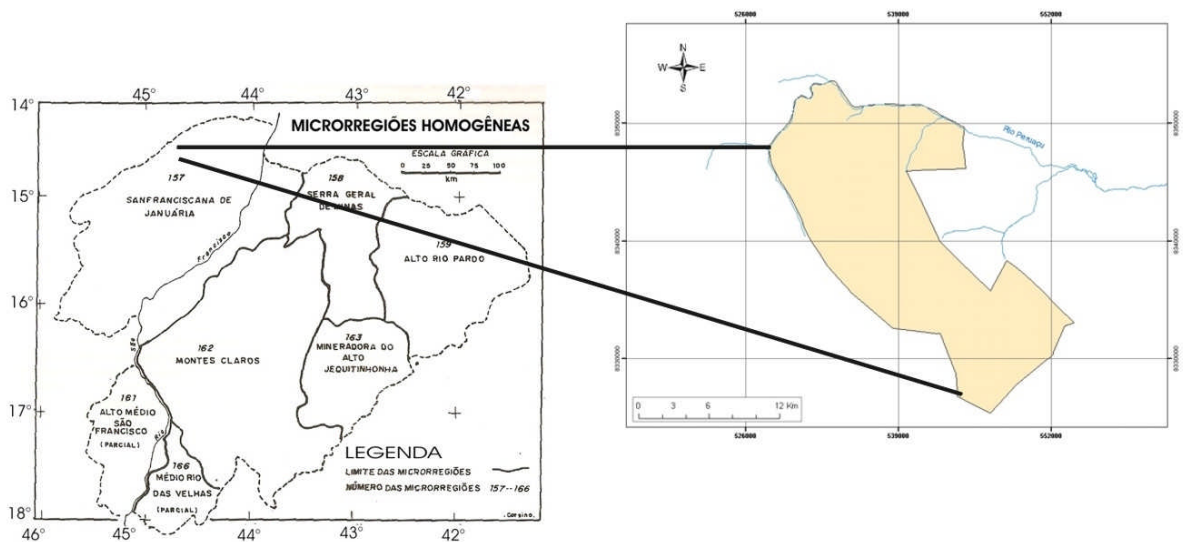 14°
45°
44°
43°
42°
MICRORREGIÕES HOMOGÊNEAS
ESCALA GRÁFICA
0 25 50 75 100
km
157
SANFRANCISCANA DE
JANUÁRIA
158
SERRA GERAL
DE MINAS
15°
159
ALTO RIO PARDO
Francisco
São
Rio
16°
162
MONTES CLAROS
163
MINERADORA DO
ALTO
JEQUITINHONHA
161
ALTO MÉDIO
SÃO
FRANCISCO
(PARCIAL)
17°
166
MÉDIO RIO
DAS VELHAS
(PARCIAL)
LEGENDA
LIMITE DAS MICRORREGIÕES
NÚMERO DAS MICRORREGIÕES 157--166
18°
46°
45°
44°
43°
42°
526000 539000 552000
N
W E
S
Rio Peruaçu
0 3 6 12 Km
526000 539000 552000